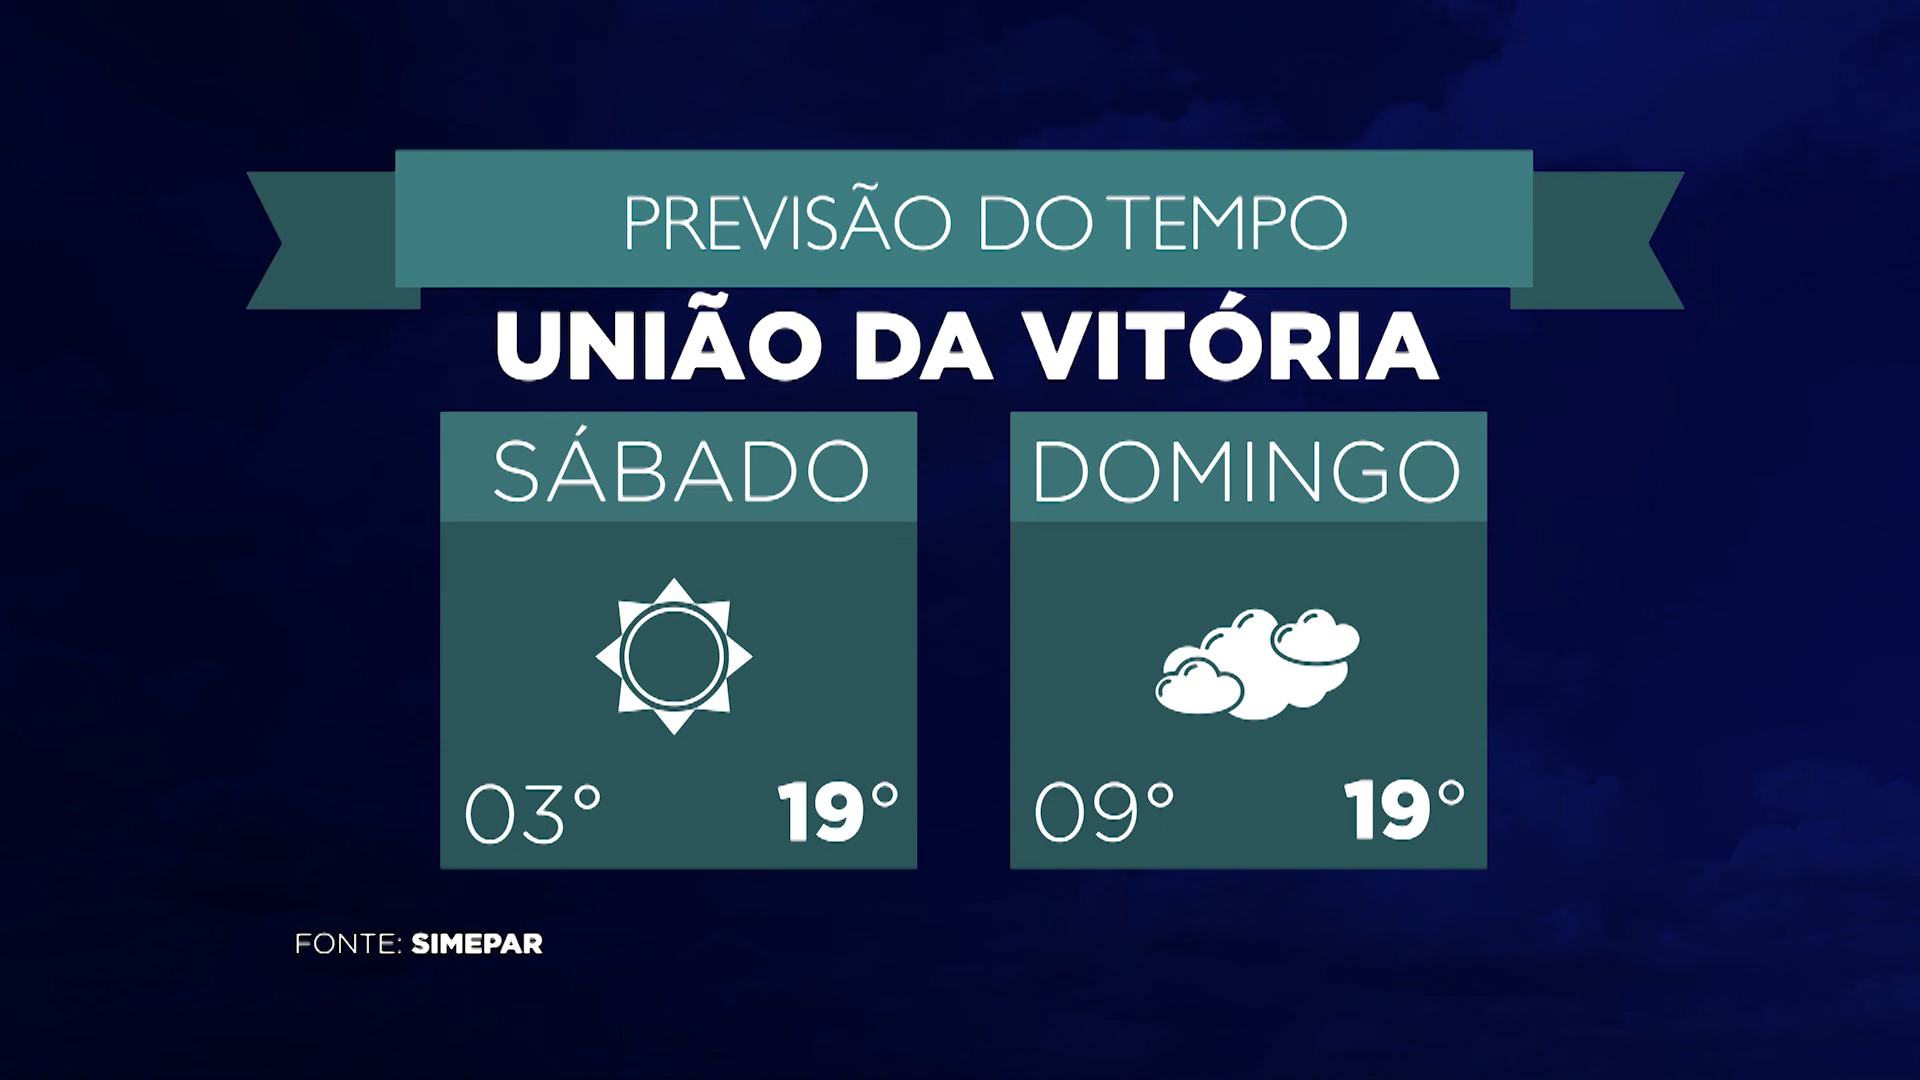 PREVISÃO DO TEMPO
UNIÃO DA VITÓRIA
SÁBADO
03° 19°
DOMINGO
09° 19°
FONTE: SIMEPAR